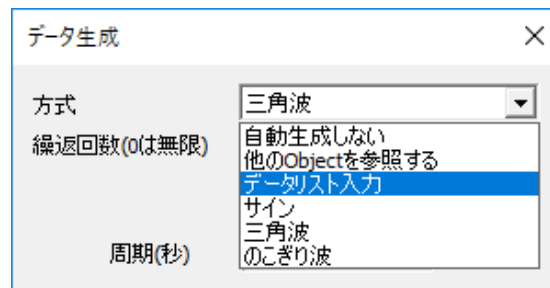 データ生成
方式
三角波
繰返回数(0は無限)
自動生成しない
他のObjectを参照する
データリスト入力
サイン
三角波
のこぎり波
周期(秒)